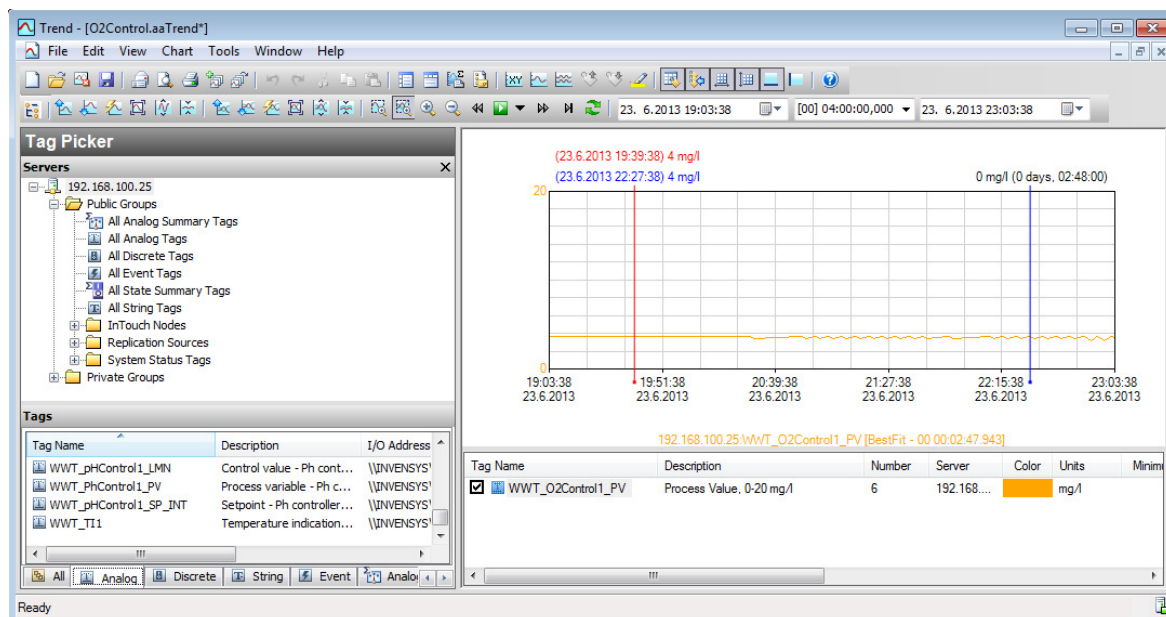 Trend - [O2Control.aaTrend*]
File Edit View Chart Tools Window Help
23. 6.2013 19:03:38 [00] 04:00:00,000 23. 6.2013 23:03:38
Tag Picker
Servers
192.168.100.25
Public Groups
All Analog Summary Tags
All Analog Tags
All Discrete Tags
All Event Tags
All State Summary Tags
All String Tags
InTouch Nodes
Replication Sources
System Status Tags
Private Groups
Tags
Tag Name Description I/O Address
WWT_pHControl1_LMN Control value - Ph cont... \\INVENSYS\
WWT_PhControl1_PV Process variable - Ph c... \\INVENSYS\
WWT_pHControl1_SP_INT Setpoint - Ph controller... \\INVENSYS\
WWT_TI1 Temperature indication... \\INVENSYS\
All Analog Discrete String Event Analo
(23.6.2013 19:39:38) 4 mg/l
(23.6.2013 22:27:38) 4 mg/l 0 mg/l (0 days, 02:48:00)
20
0
19:03:38 19:51:38 20:39:38 21:27:38 22:15:38 23:03:38
23.6.2013 23.6.2013 23.6.2013 23.6.2013 23.6.2013 23.6.2013
192.168.100.25:WWT_O2Control1_PV [BestFit - 00 00:02:47.943]
Tag Name Description Number Server Color Units Minim
WWT_O2Control1_PV Process Value, 0-20 mg/l 6 192.168.... mg/l
Ready